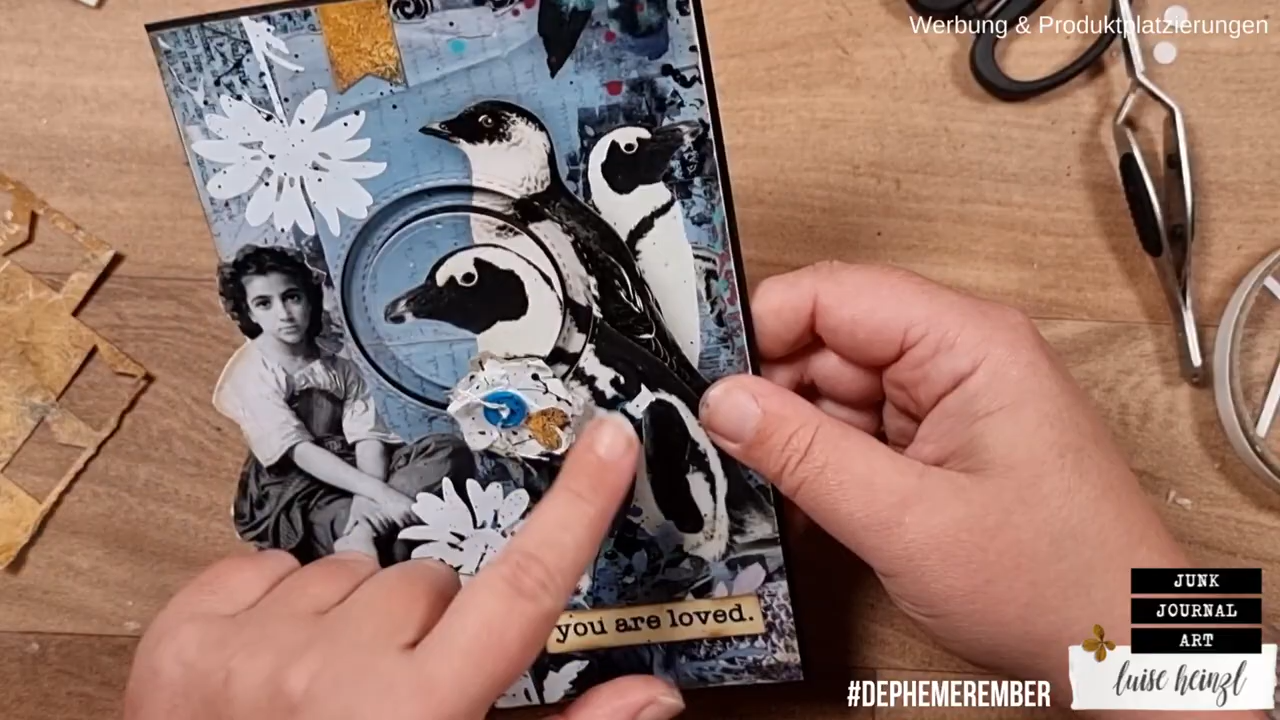 Werbung & Produktplatzierungen
you are loved.
JUNK
JOURNAL
ART
luise heinzl
#DEPHEMEREMBER